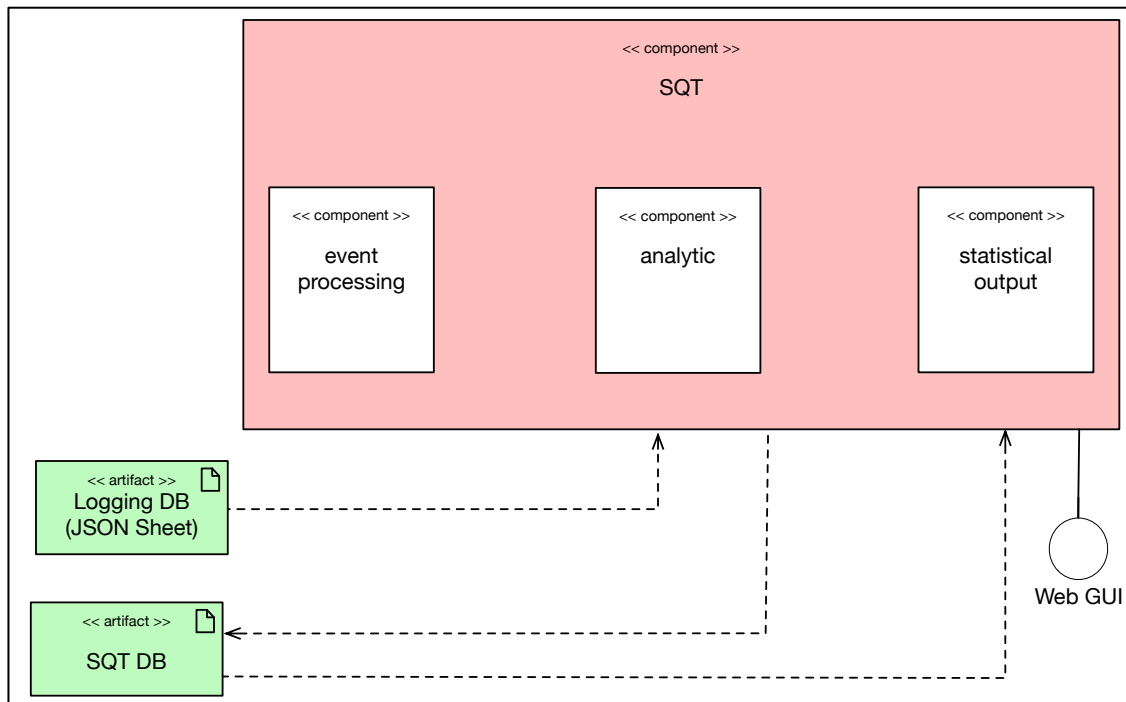 << component >>
SQT
<< component >>
event
processing
<< component >>
analytic
<< component >>
statistical
output
<< artifact >>
Logging DB
(JSON Sheet)
<< artifact >>
SQT DB
Web GUI